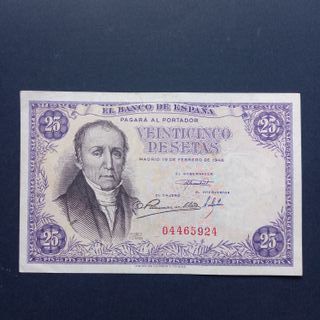 EL BANCO DE ESPAÑA
PAGARÁ AL PORTADOR
25 VEINTICINCO 25
PESETAS
MADRID 19 DE FEBRERO DE 1946
EL GOBERNADOR
EL CAJERO EL INTERVENTOR
04465924
25 25